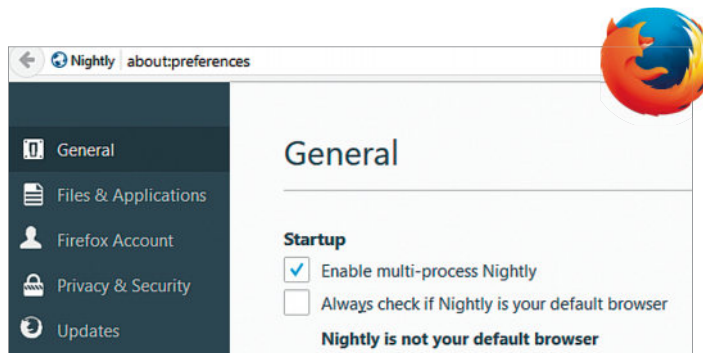 Nightly about:preferences
General
Files & Applications
Firefox Account
Privacy & Security
Updates
General
Startup
Enable multi-process Nightly
Always check if Nightly is your default browser
Nightly is not your default browser